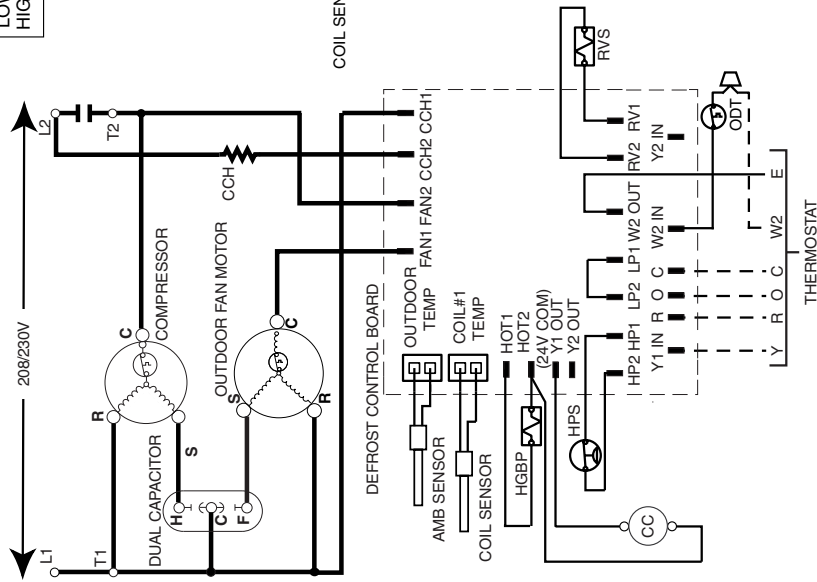 LOW
HIG
COIL SEN
208/230V
L1
L2
T1
T2
CCH
COMPRESSOR
R
C
S
OUTDOOR FAN MOTOR
S
C
R
DUAL CAPACITOR
H
C
F
DEFROST CONTROL BOARD
OUTDOOR
TEMP
COIL#1
TEMP
AMB SENSOR
COIL SENSOR
FAN1 FAN2 CCH2 CCH1
HOT1
HOT2
(24V COM)
Y1 OUT
Y2 OUT
HGBP
HPS
CC
HP2 HP1 LP2 LP1 W2 OUT RV2 RV1
Y1 IN R O C W2 IN Y2 IN
RVS
ODT
Y R O C W2 E
THERMOSTAT